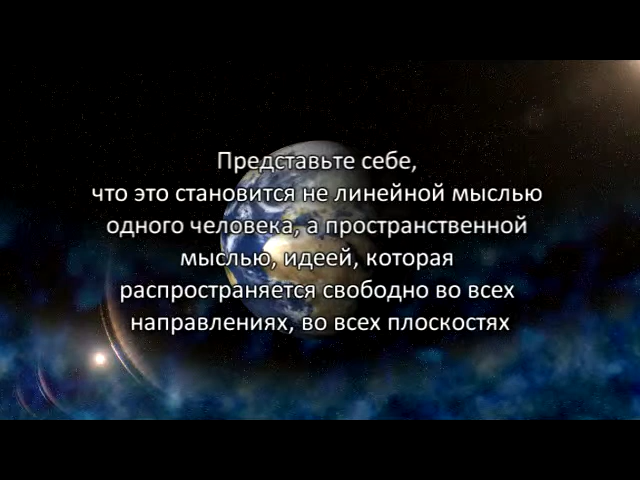 Представьте себе,
что это становится не линейной мыслью
одного человека, а пространственной
мыслью, идеей, которая
распространяется свободно во всех
направлениях, во всех плоскостях